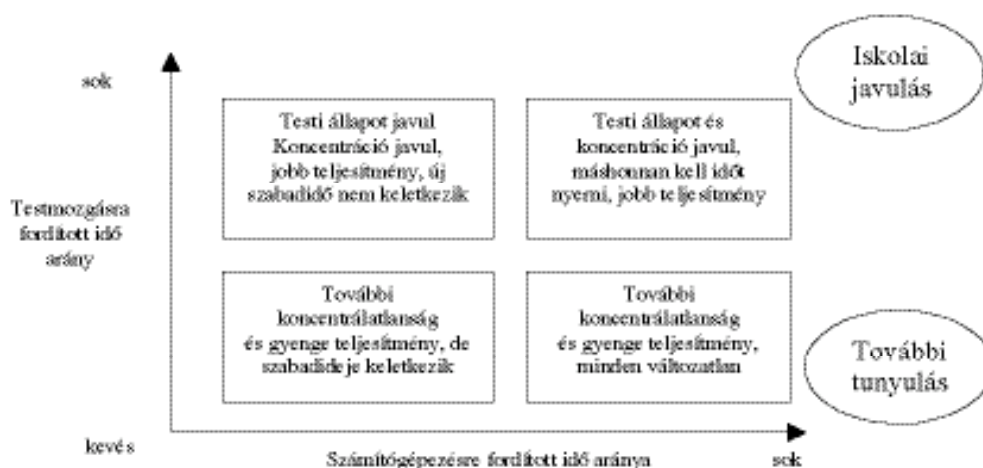 sok
Iskolai
javulás
Testi állapot javul
Koncentráció javul,
jobb teljesítmény, új
szabadidő nem keletkezik
Testi állapot és
koncentráció javul,
máshonnan kell időt
nyerni, jobb teljesítmény
Testmozgásra
fordított idő
arány
További
koncentrálatlanság
és gyenge teljesítmény, de
szabadideje keletkezik
További
koncentrálatlanság
és gyenge teljesítmény,
minden változatlan
További
tunyulás
kevés
Számítógépezésre fordított idő aránya
sok